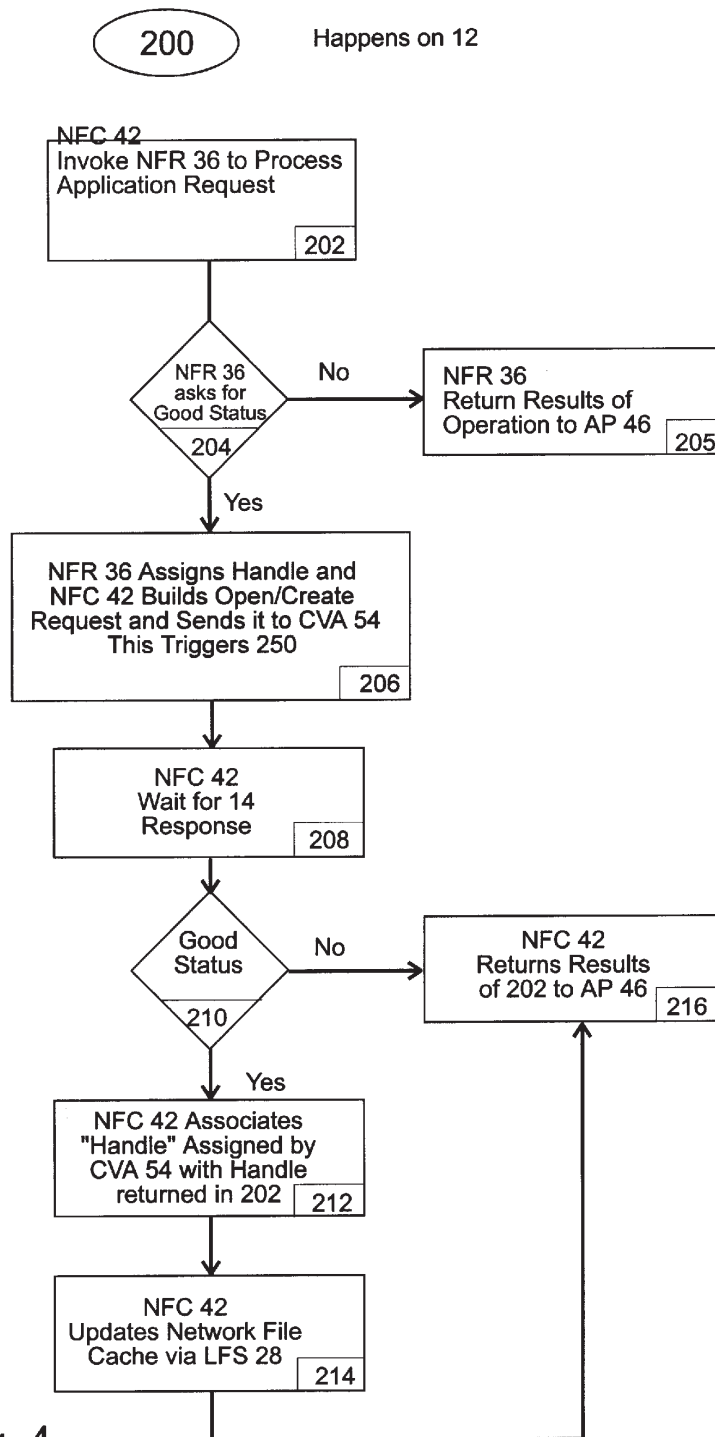 200
Happens on 12
NFC 42
Invoke NFR 36 to Process
Application Request
202
NFR 36
asks for
Good Status
204
No
NFR 36
Return Results of
Operation to AP 46
205
Yes
NFR 36 Assigns Handle and
NFC 42 Builds Open/Create
Request and Sends it to CVA 54
This Triggers 250
206
NFC 42
Wait for 14
Response
208
Good
Status
210
No
NFC 42
Returns Results
of 202 to AP 46
216
Yes
NFC 42 Associates
"Handle" Assigned by
CVA 54 with Handle
returned in 202
212
NFC 42
Updates Network File
Cache via LFS 28
214
4